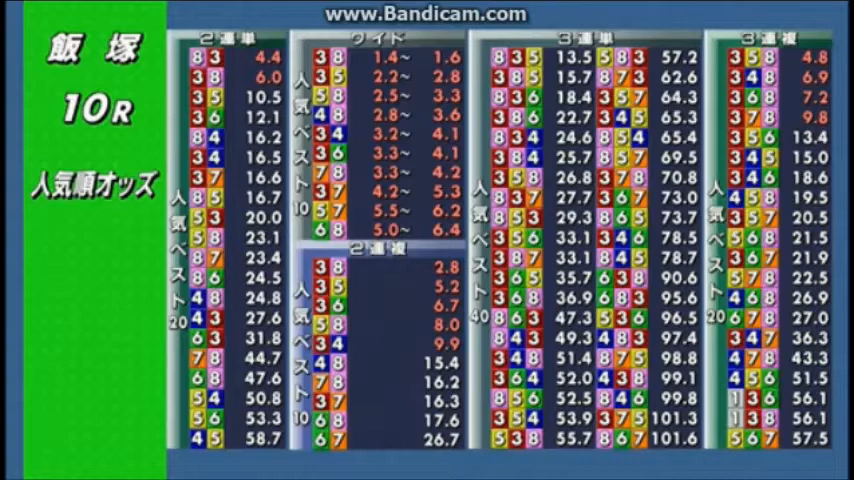 www.Bandicam.com
飯塚
10R
人気順オッズ
2連単
人気ベスト20
8 3 4.4
3 8 6.0
3 5 10.5
3 6 12.1
8 4 16.2
3 4 16.5
3 7 16.6
8 5 16.7
5 3 20.0
5 8 23.1
8 7 23.4
8 6 24.5
4 8 24.8
4 3 27.6
6 3 31.8
7 8 44.7
6 8 47.6
5 4 50.8
5 6 53.3
4 5 58.7
ワイド
人気ベスト10
3 8 1.4~ 1.6
3 5 2.2~ 2.8
5 8 2.5~ 3.3
4 8 2.8~ 3.6
3 4 3.2~ 4.1
3 6 3.3~ 4.1
7 8 3.3~ 4.2
3 7 4.2~ 5.3
5 7 5.5~ 6.2
6 8 5.0~ 6.4
2連複
人気ベスト10
3 8 2.8
3 5 5.2
3 6 6.7
5 8 8.0
3 4 9.9
4 8 15.4
7 8 16.2
3 7 16.3
6 8 17.6
6 7 26.7
3連単
人気ベスト40
8 3 5 13.5 5 8 3 57.2
3 8 5 15.7 8 7 3 62.6
8 3 6 18.4 3 5 7 64.3
3 8 6 22.7 3 4 5 65.3
8 3 4 24.6 8 5 4 65.4
3 8 4 25.7 8 5 7 69.5
3 5 8 26.8 3 7 8 70.8
8 3 7 27.7 3 6 7 73.0
8 5 3 29.3 8 6 5 73.7
3 5 6 33.1 3 4 6 78.5
3 8 7 33.1 8 4 5 78.7
3 6 5 35.7 6 3 8 90.6
3 6 8 36.9 6 8 3 95.6
8 5 6 47.3 5 3 6 96.5
8 6 3 49.3 4 8 3 97.4
3 4 8 51.4 8 7 5 98.8
3 6 4 52.0 4 3 8 99.1
8 5 6 52.5 8 4 6 99.8
3 5 4 53.9 3 7 5 101.3
5 3 8 55.7 8 6 7 101.6
3連複
人気ベスト20
3 5 8 4.8
3 4 8 6.9
3 6 8 7.2
3 7 8 9.8
3 5 6 13.4
3 4 5 15.0
3 4 6 18.6
4 5 8 19.5
3 5 7 20.5
5 6 8 21.5
3 6 7 21.9
5 7 8 22.5
4 6 8 26.9
6 7 8 27.0
3 4 7 36.3
4 7 8 43.3
4 5 6 51.5
1 3 6 56.1
1 3 8 56.1
5 6 7 57.5